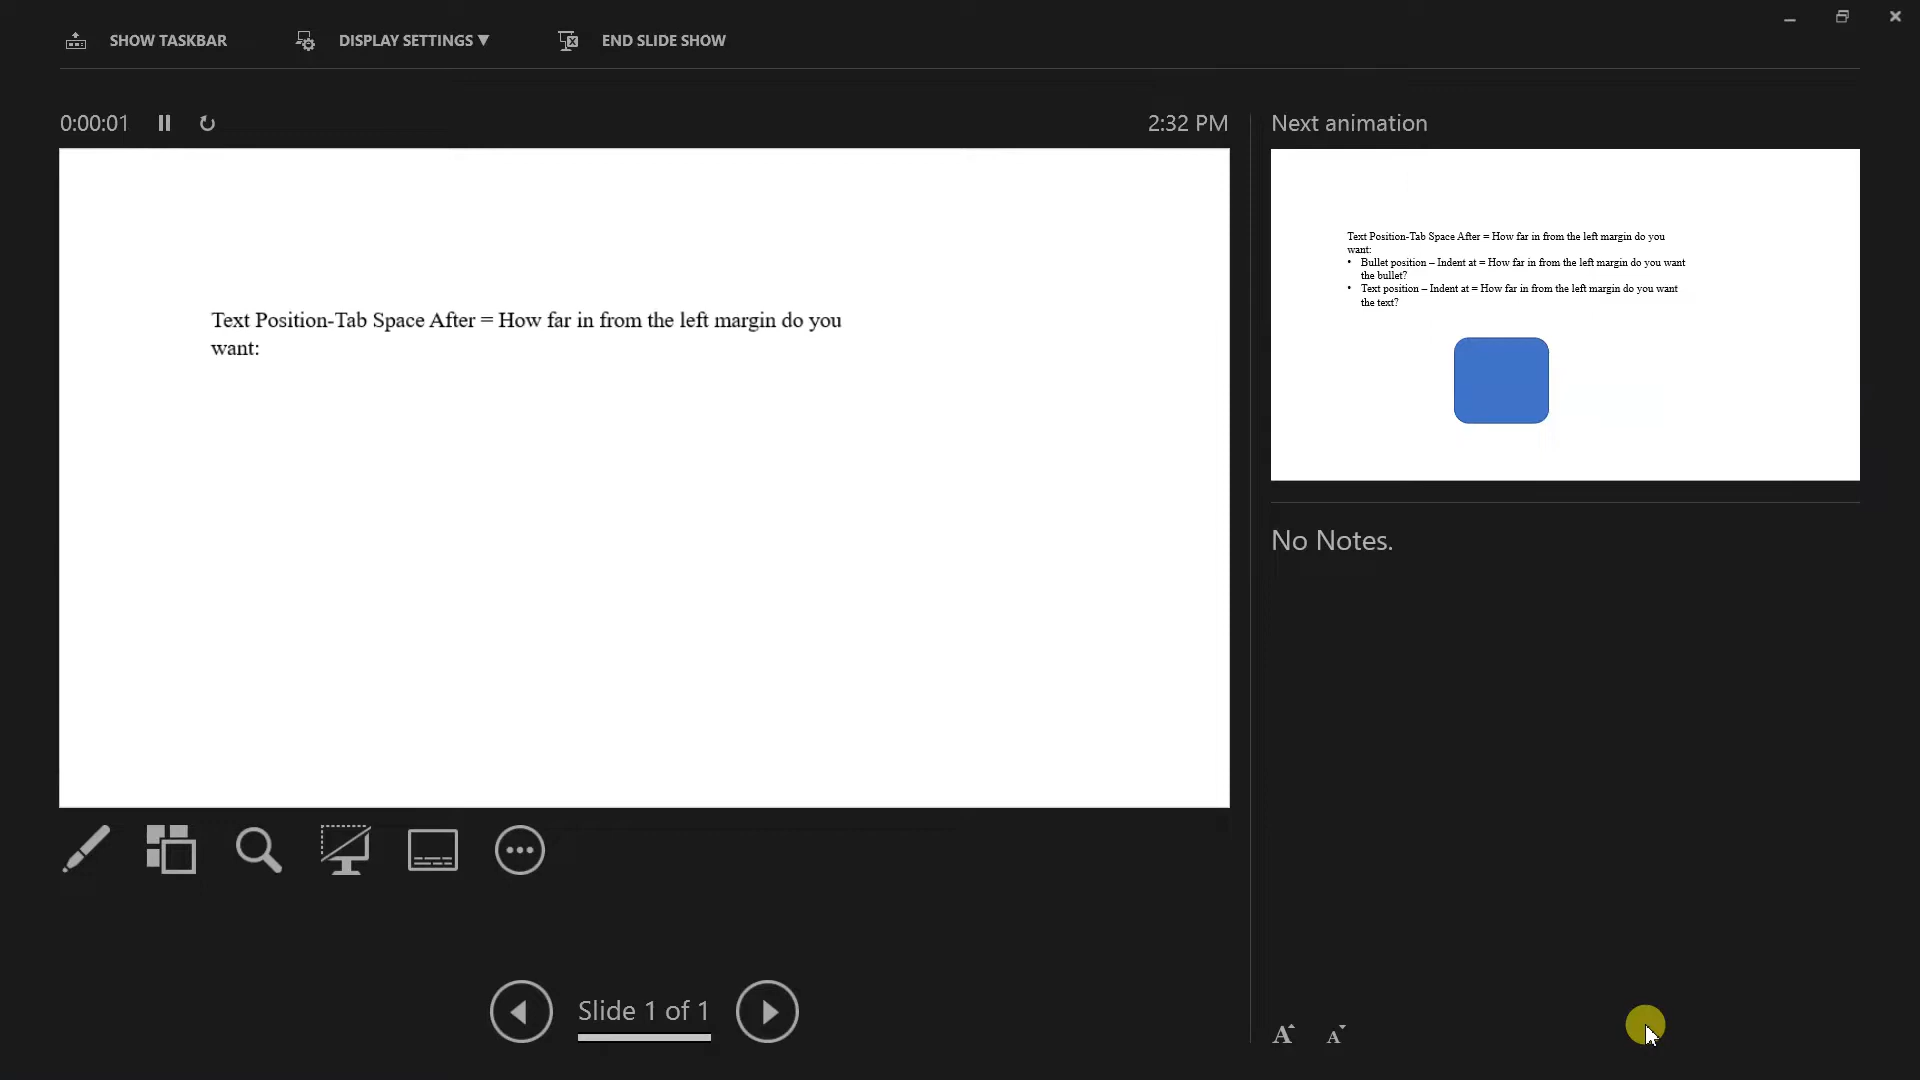 SHOW TASKBAR
DISPLAY SETTINGS ▼
END SLIDE SHOW
0:00:01
2:32 PM
Text Position-Tab Space After = How far in from the left margin do you
want:
Slide 1 of 1
Next animation
Text Position-Tab Space After = How far in from the left margin do you
want:
• Bullet position – Indent at = How far in from the left margin do you want
the bullet?
• Text position – Indent at = How far in from the left margin do you want
the text?
No Notes.
A
A